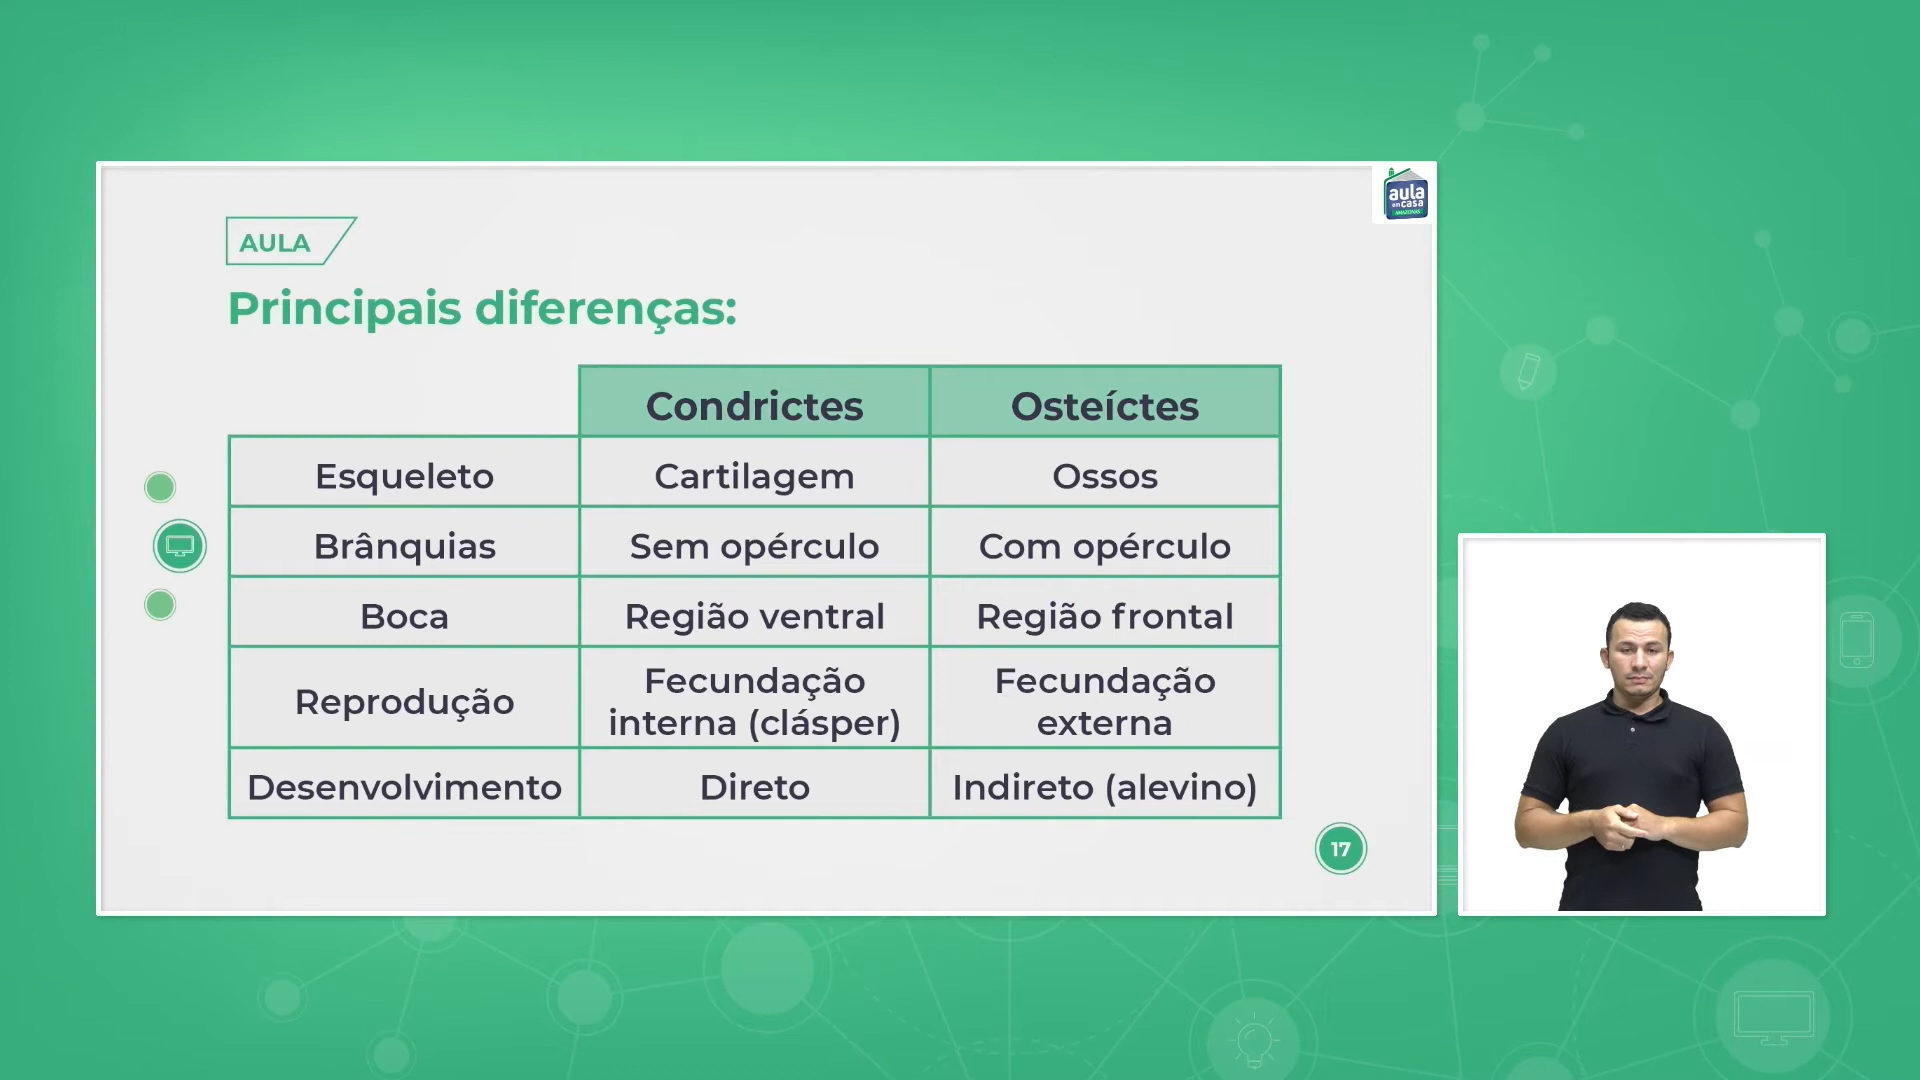 aula
em casa
AMAZONAS
AULA
Principais diferenças:
Condrictes Osteíctes
Esqueleto Cartilagem Ossos
Brânquias Sem opérculo Com opérculo
Boca Região ventral Região frontal
Reprodução Fecundação interna (clásper) Fecundação externa
Desenvolvimento Direto Indireto (alevino)
17